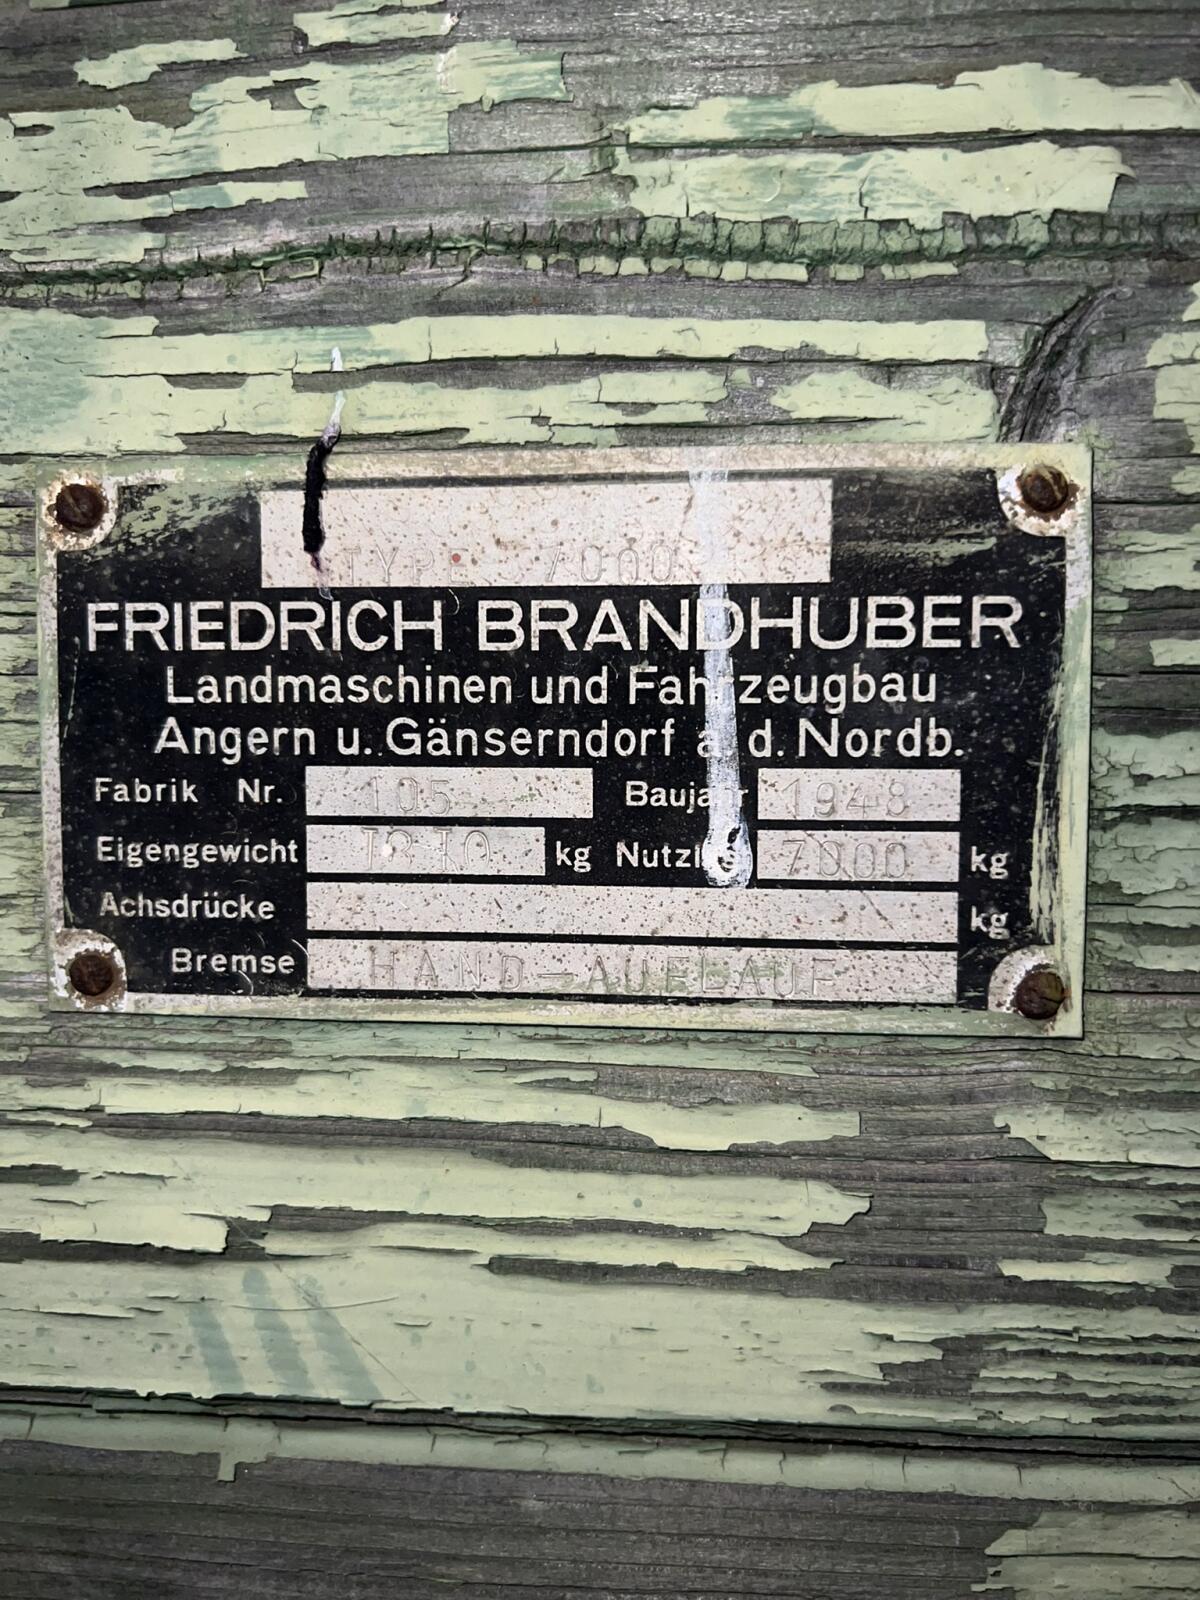 TYPE 7000
FRIEDRICH BRANDHUBER
Landmaschinen und Fahrzeugbau
Angern u. Gänserndorf a. d. Nordb.
Fabrik Nr. 105 Baujahr 1948
Eigengewicht kg Nutzlast 7000 kg
Achsdrücke kg
Bremse HAND-AUFLAUF